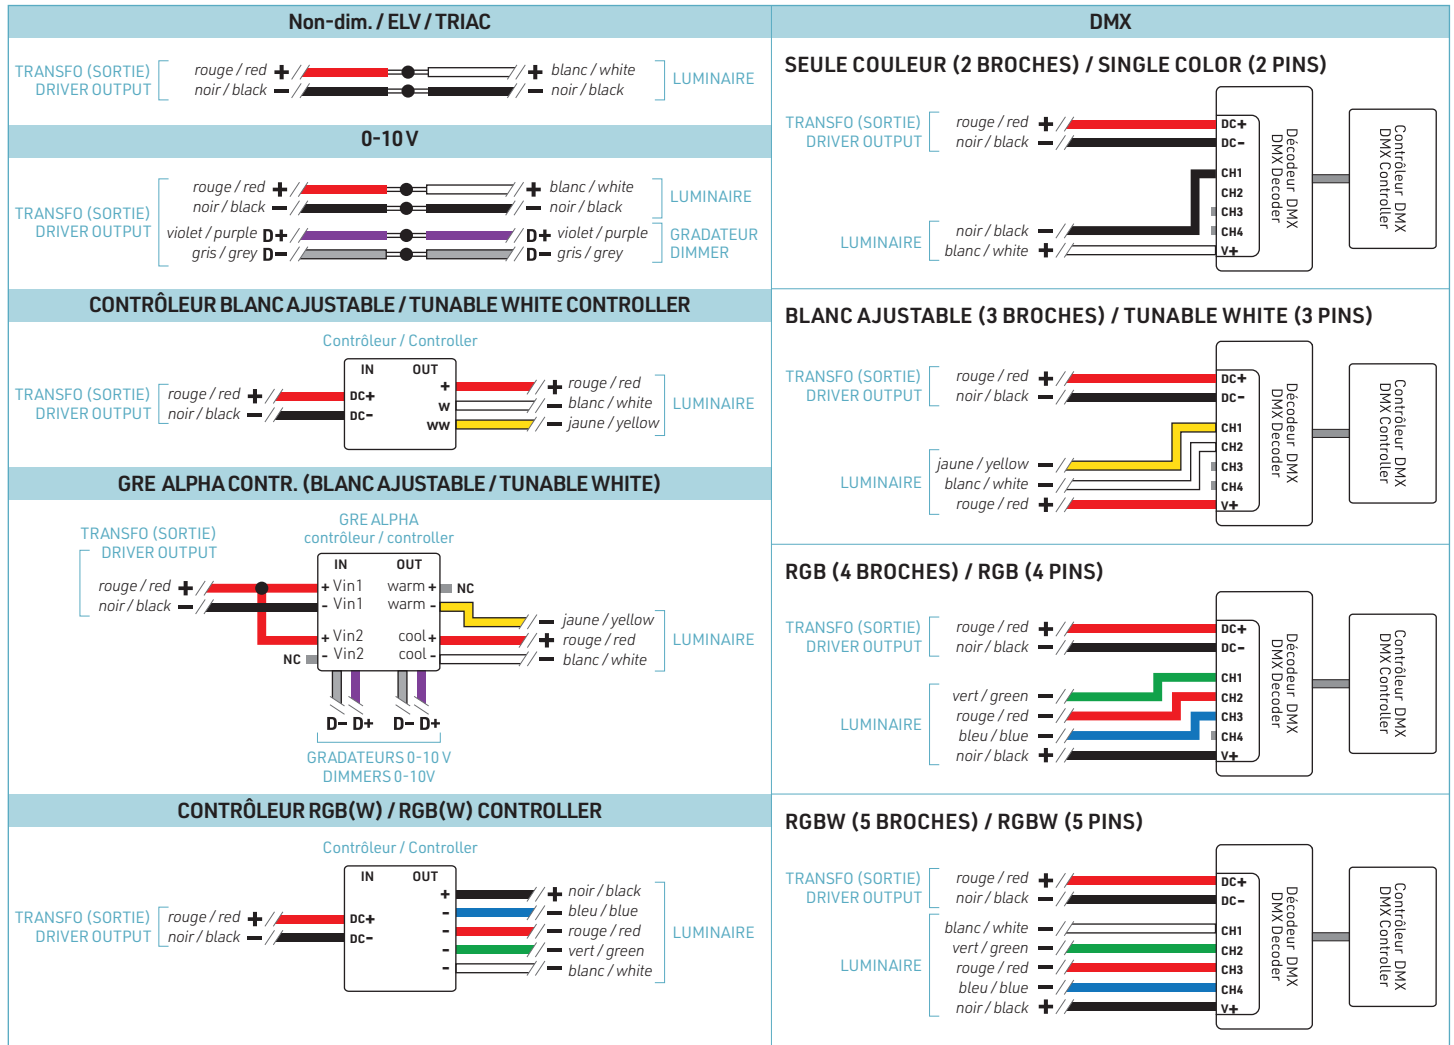 Non-dim. / ELV / TRIAC
TRANSFO (SORTIE)
DRIVER OUTPUT
rouge / red +
noir / black –
+ blanc / white
– noir / black
LUMINAIRE
0-10 V
TRANSFO (SORTIE)
DRIVER OUTPUT
rouge / red +
noir / black –
violet / purple D+
gris / grey D–
+ blanc / white
– noir / black
D+ violet / purple
D– gris / grey
LUMINAIRE
GRADATEUR
DIMMER
CONTRÔLEUR BLANC AJUSTABLE / TUNABLE WHITE CONTROLLER
Contrôleur / Controller
TRANSFO (SORTIE)
DRIVER OUTPUT
rouge / red +
noir / black –
IN OUT
DC+
DC–
+
W
WW
+ rouge / red
– blanc / white
– jaune / yellow
LUMINAIRE
GRE ALPHA CONTR. (BLANC AJUSTABLE / TUNABLE WHITE)
TRANSFO (SORTIE)
DRIVER OUTPUT
GRE ALPHA
contrôleur / controller
rouge / red +
noir / black –
IN OUT
+ Vin1 warm + NC
- Vin1 warm -
+ Vin2 cool +
NC - Vin2 cool -
– jaune / yellow
+ rouge / red
– blanc / white
LUMINAIRE
D– D+ D– D+
GRADATEURS 0-10 V
DIMMERS 0-10V
CONTRÔLEUR RGB(W) / RGB(W) CONTROLLER
Contrôleur / Controller
TRANSFO (SORTIE)
DRIVER OUTPUT
rouge / red +
noir / black –
IN OUT
DC+
DC–
+
-
-
-
-
+ noir / black
– bleu / blue
– rouge / red
– vert / green
– blanc / white
LUMINAIRE
DMX
SEULE COULEUR (2 BROCHES) / SINGLE COLOR (2 PINS)
TRANSFO (SORTIE)
DRIVER OUTPUT
rouge / red +
noir / black –
LUMINAIRE
noir / black –
blanc / white +
DC+
DC–
CH1
CH2
CH3
CH4
V+
Décodeur DMX
DMX Decoder
Contrôleur DMX
DMX Controller
BLANC AJUSTABLE (3 BROCHES) / TUNABLE WHITE (3 PINS)
TRANSFO (SORTIE)
DRIVER OUTPUT
rouge / red +
noir / black –
LUMINAIRE
jaune / yellow –
blanc / white –
rouge / red +
DC+
DC–
CH1
CH2
CH3
CH4
V+
Décodeur DMX
DMX Decoder
Contrôleur DMX
DMX Controller
RGB (4 BROCHES) / RGB (4 PINS)
TRANSFO (SORTIE)
DRIVER OUTPUT
rouge / red +
noir / black –
LUMINAIRE
vert / green –
rouge / red –
bleu / blue –
noir / black +
DC+
DC–
CH1
CH2
CH3
CH4
V+
Décodeur DMX
DMX Decoder
Contrôleur DMX
DMX Controller
RGBW (5 BROCHES) / RGBW (5 PINS)
TRANSFO (SORTIE)
DRIVER OUTPUT
rouge / red +
noir / black –
LUMINAIRE
blanc / white –
vert / green –
rouge / red –
bleu / blue –
noir / black +
DC+
DC–
CH1
CH2
CH3
CH4
V+
Décodeur DMX
DMX Decoder
Contrôleur DMX
DMX Controller